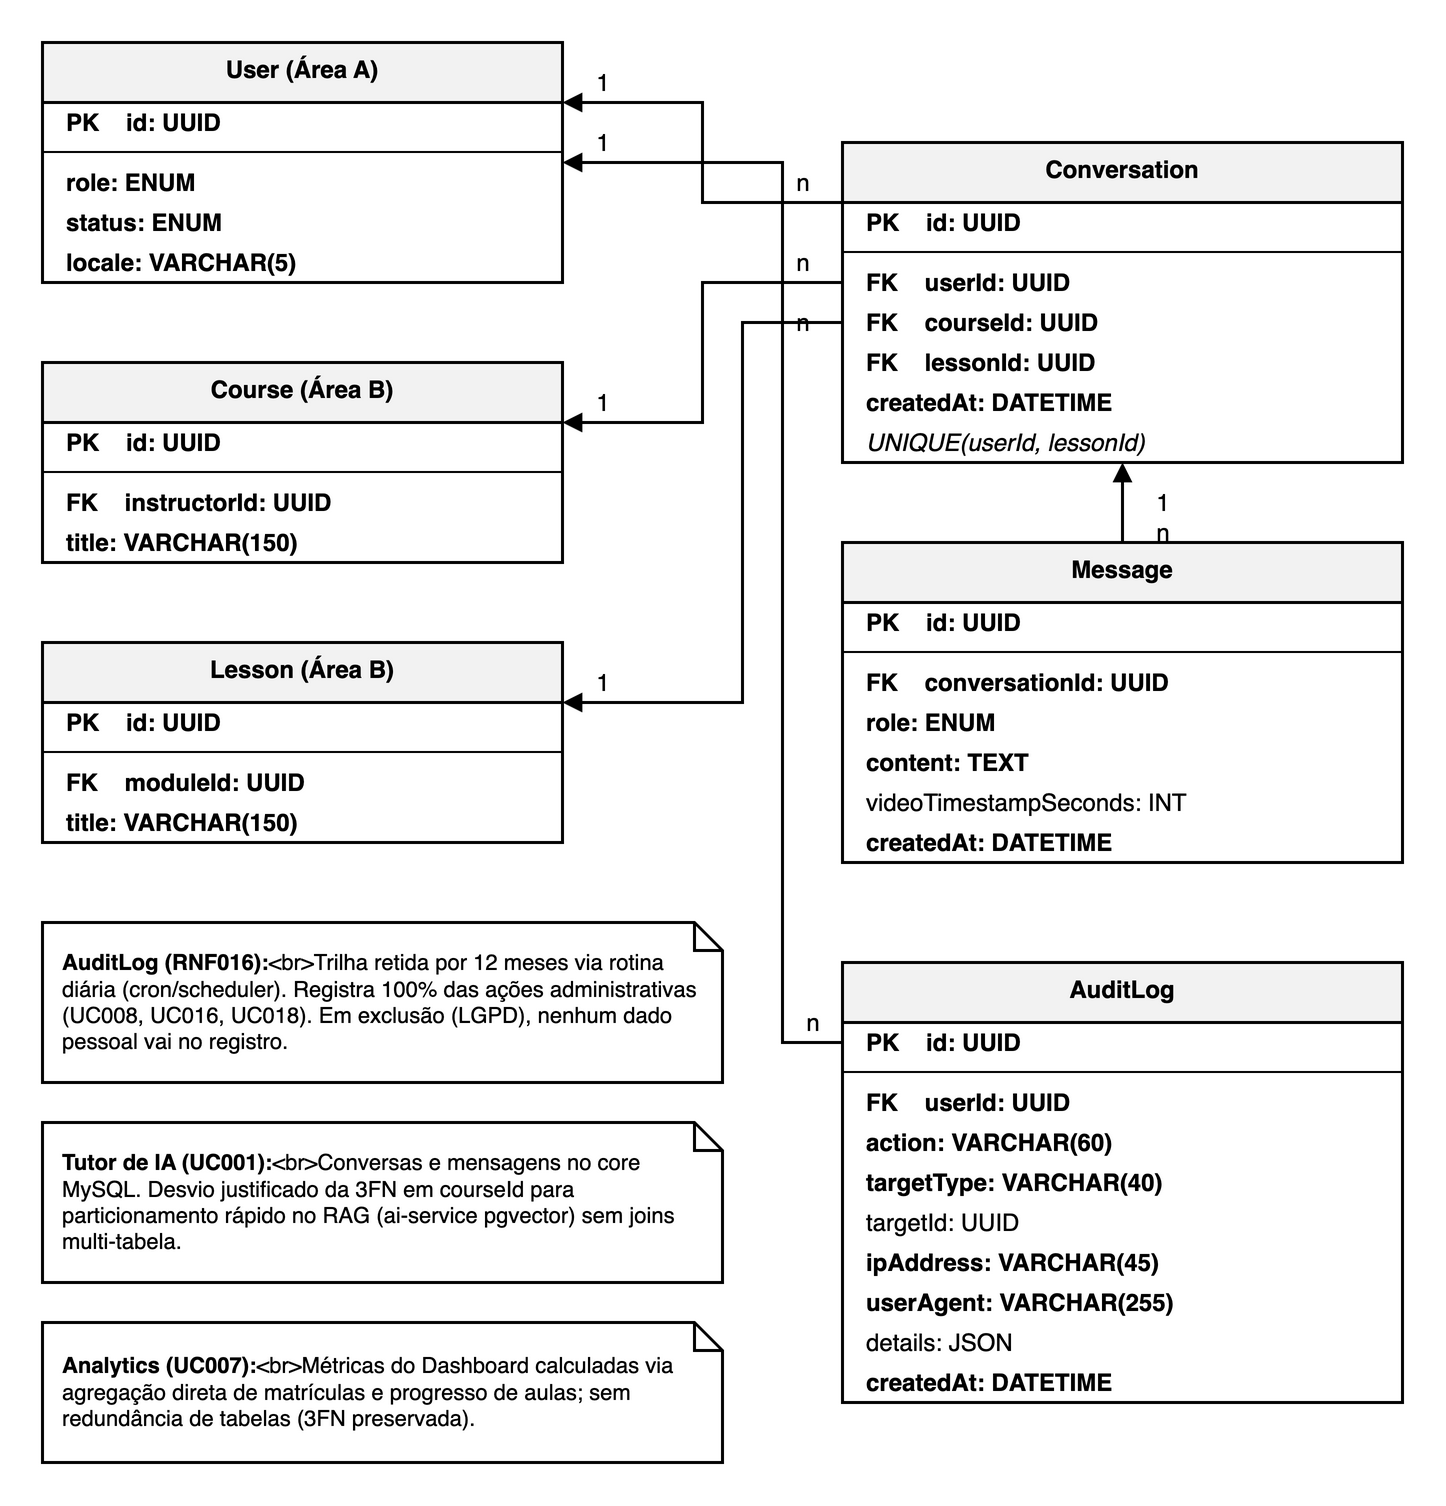 User (Área A)
PK id: UUID
role: ENUM
status: ENUM
locale: VARCHAR(5)
1
1
n
n
n
1
1
n
Course (Área B)
PK id: UUID
FK instructorId: UUID
title: VARCHAR(150)
Lesson (Área B)
PK id: UUID
FK moduleId: UUID
title: VARCHAR(150)
Conversation
PK id: UUID
FK userId: UUID
FK courseId: UUID
FK lessonId: UUID
createdAt: DATETIME
UNIQUE(userId, lessonId)
1
n
Message
PK id: UUID
FK conversationId: UUID
role: ENUM
content: TEXT
videoTimestampSeconds: INT
createdAt: DATETIME
AuditLog
PK id: UUID
FK userId: UUID
action: VARCHAR(60)
targetType: VARCHAR(40)
targetId: UUID
ipAddress: VARCHAR(45)
userAgent: VARCHAR(255)
details: JSON
createdAt: DATETIME
AuditLog (RNF016):<br>Trilha retida por 12 meses via rotina
diária (cron/scheduler). Registra 100% das ações administrativas
(UC008, UC016, UC018). Em exclusão (LGPD), nenhum dado
pessoal vai no registro.
Tutor de IA (UC001):<br>Conversas e mensagens no core
MySQL. Desvio justificado da 3FN em courseId para
particionamento rápido no RAG (ai-service pgvector) sem joins
multi-tabela.
Analytics (UC007):<br>Métricas do Dashboard calculadas via
agregação direta de matrículas e progresso de aulas; sem
redundância de tabelas (3FN preservada).